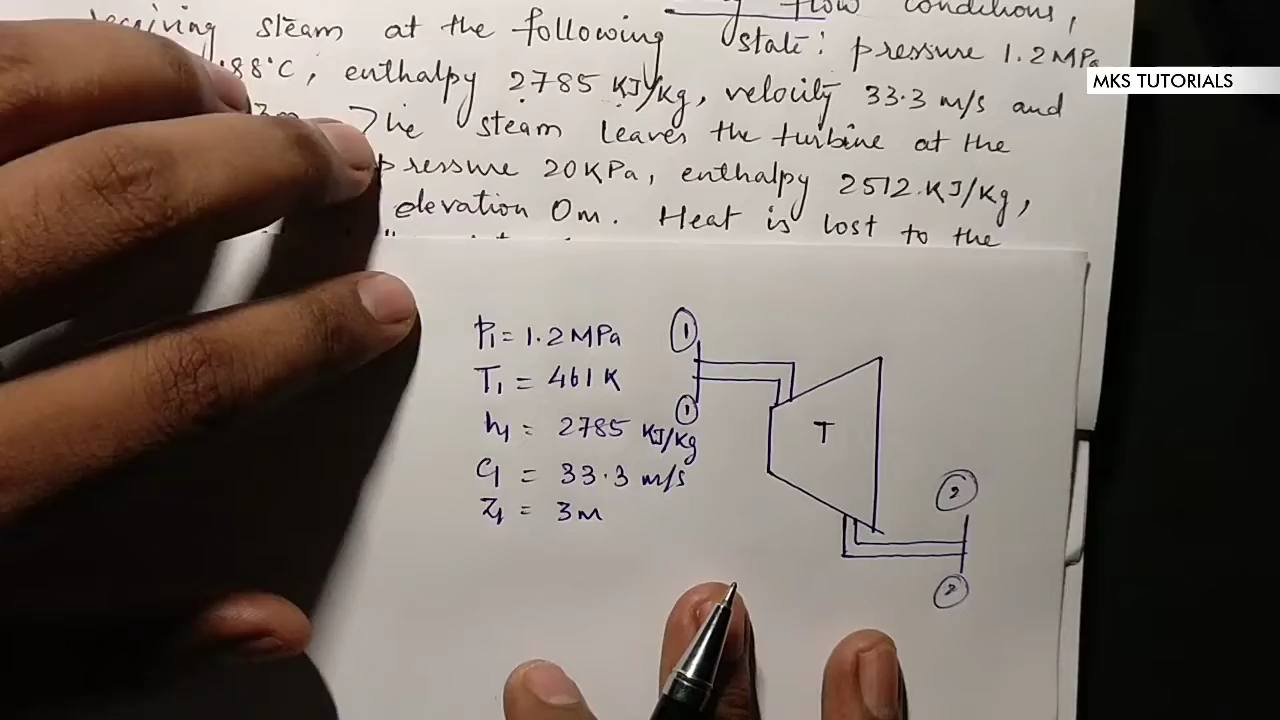 flow conditions,
steam at the following state: pressure 1.2 MPa
88°C, enthalpy 2785 KJ/Kg, velocity 33.3 m/s and
3m. The steam leaves the turbine at the
pressure 20 KPa, enthalpy 2512 KJ/Kg,
elevation 0m. Heat is lost to the
MKS TUTORIALS
P1 = 1.2 MPa
T1 = 461 K
h1 = 2785 KJ/Kg
C1 = 33.3 m/s
Z1 = 3 m
1
1
T
2
2